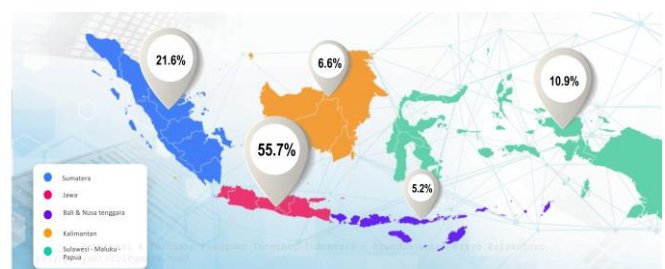 21.6%
6.6%
10.9%
55.7%
5.2%
Sumatera
Jawa
Bali & Nusa tenggara
Kalimantan
Sulawesi - Maluku -
Papua